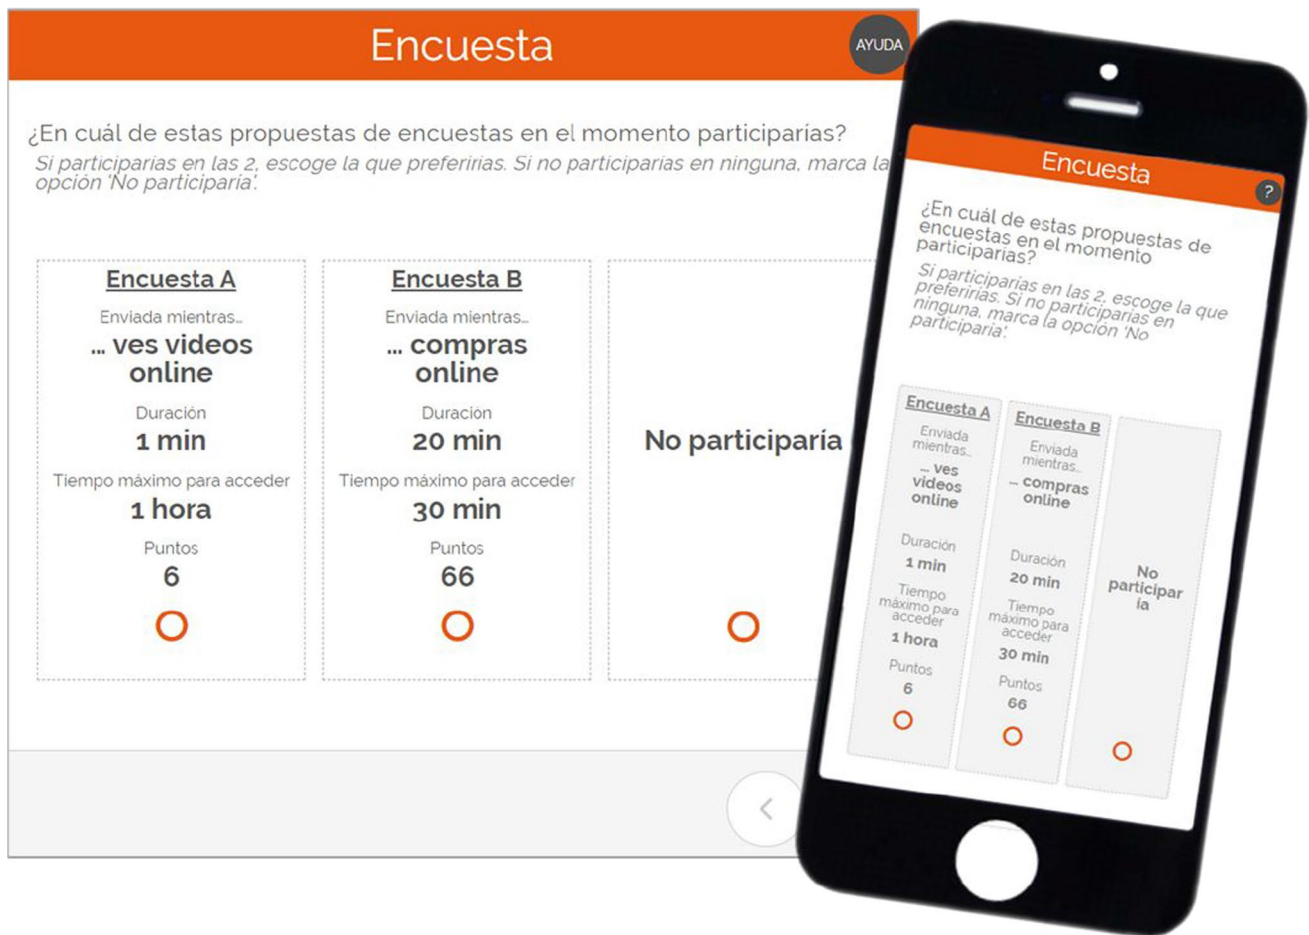 Encuesta
AYUDA
¿En cuál de estas propuestas de encuestas en el momento participarías?
Si participarias en las 2, escoge la que preferirias. Si no participarias en ninguna, marca la
opción 'No participaría'.
Encuesta A
Enviada mientras...
... ves videos
online
Duración
1 min
Tiempo máximo para acceder
1 hora
Puntos
6
Encuesta B
Enviada mientras...
... compras
online
Duración
20 min
Tiempo máximo para acceder
30 min
Puntos
66
No participaría
Encuesta
?
¿En cuál de estas propuestas de
encuestas en el momento
participarías?
Si participarias en las 2, escoge la que
preferirias. Si no participarias en
ninguna, marca la opción 'No
participaria'.
Encuesta A
Enviada
mientras...
... ves
videos
online
Duración
1 min
Tiempo
máximo para
acceder
1 hora
Puntos
6
Encuesta B
Enviada
mientras...
... compras
online
Duración
20 min
Tiempo
máximo para
acceder
30 min
Puntos
66
No
participar
ía